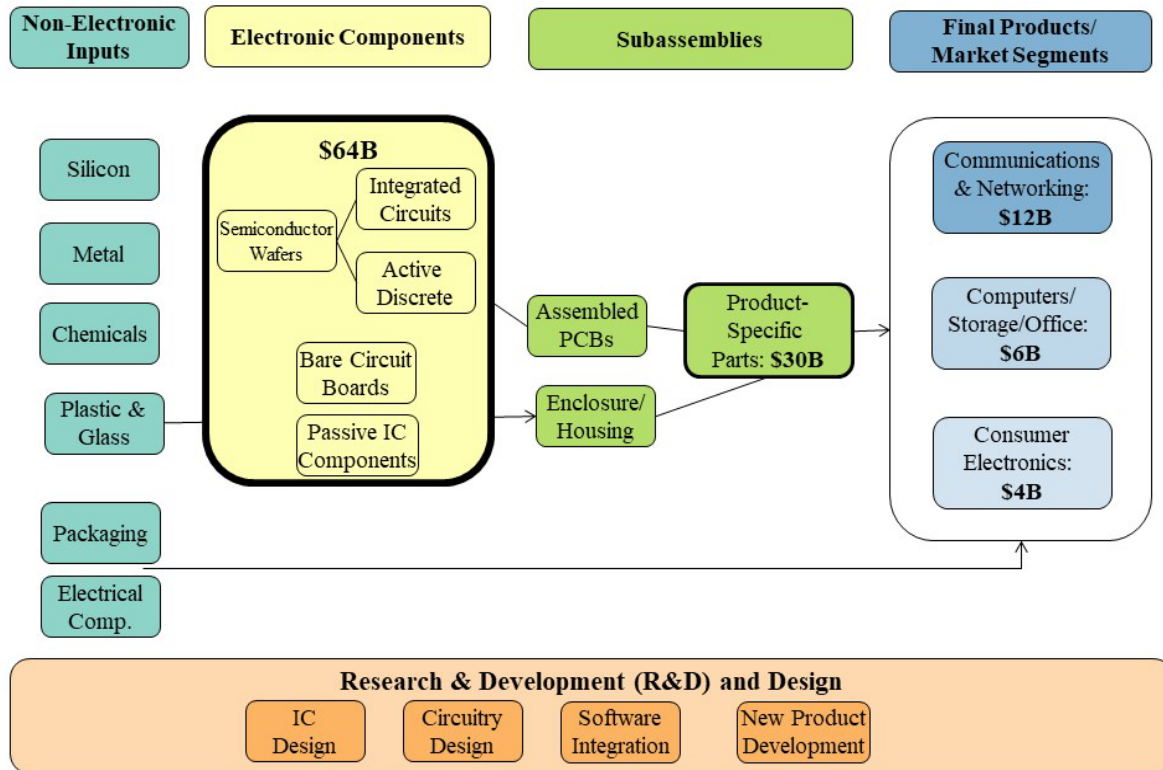 Non-Electronic
Inputs
Electronic Components
Subassemblies
Final Products/
Market Segments
Silicon
Metal
Chemicals
Plastic &
Glass
Packaging
Electrical
Comp.
$64B
Semiconductor
Wafers
Integrated
Circuits
Active
Discrete
Bare Circuit
Boards
Passive IC
Components
Assembled
PCBs
Enclosure/
Housing
Product-
Specific
Parts: $30B
Communications
& Networking:
$12B
Computers/
Storage/Office:
$6B
Consumer
Electronics:
$4B
Research & Development (R&D) and Design
IC
Design
Circuitry
Design
Software
Integration
New Product
Development